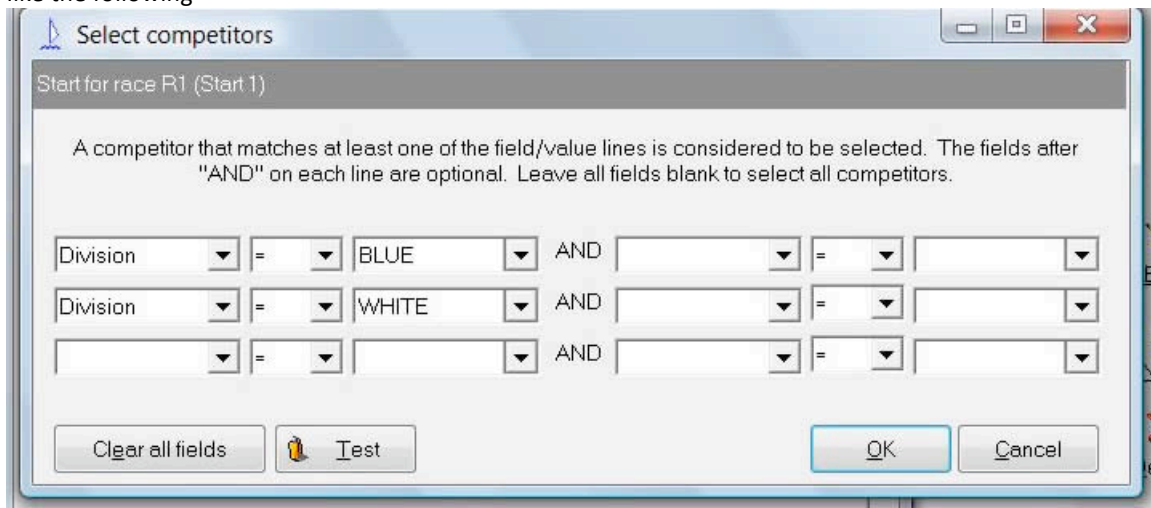 like the following
Select competitors
Start for race R1 (Start 1)
A competitor that matches at least one of the field/value lines is considered to be selected. The fields after
"AND" on each line are optional. Leave all fields blank to select all competitors.
Division = BLUE AND =
Division = WHITE AND =
= AND =
Clear all fields Test OK Cancel